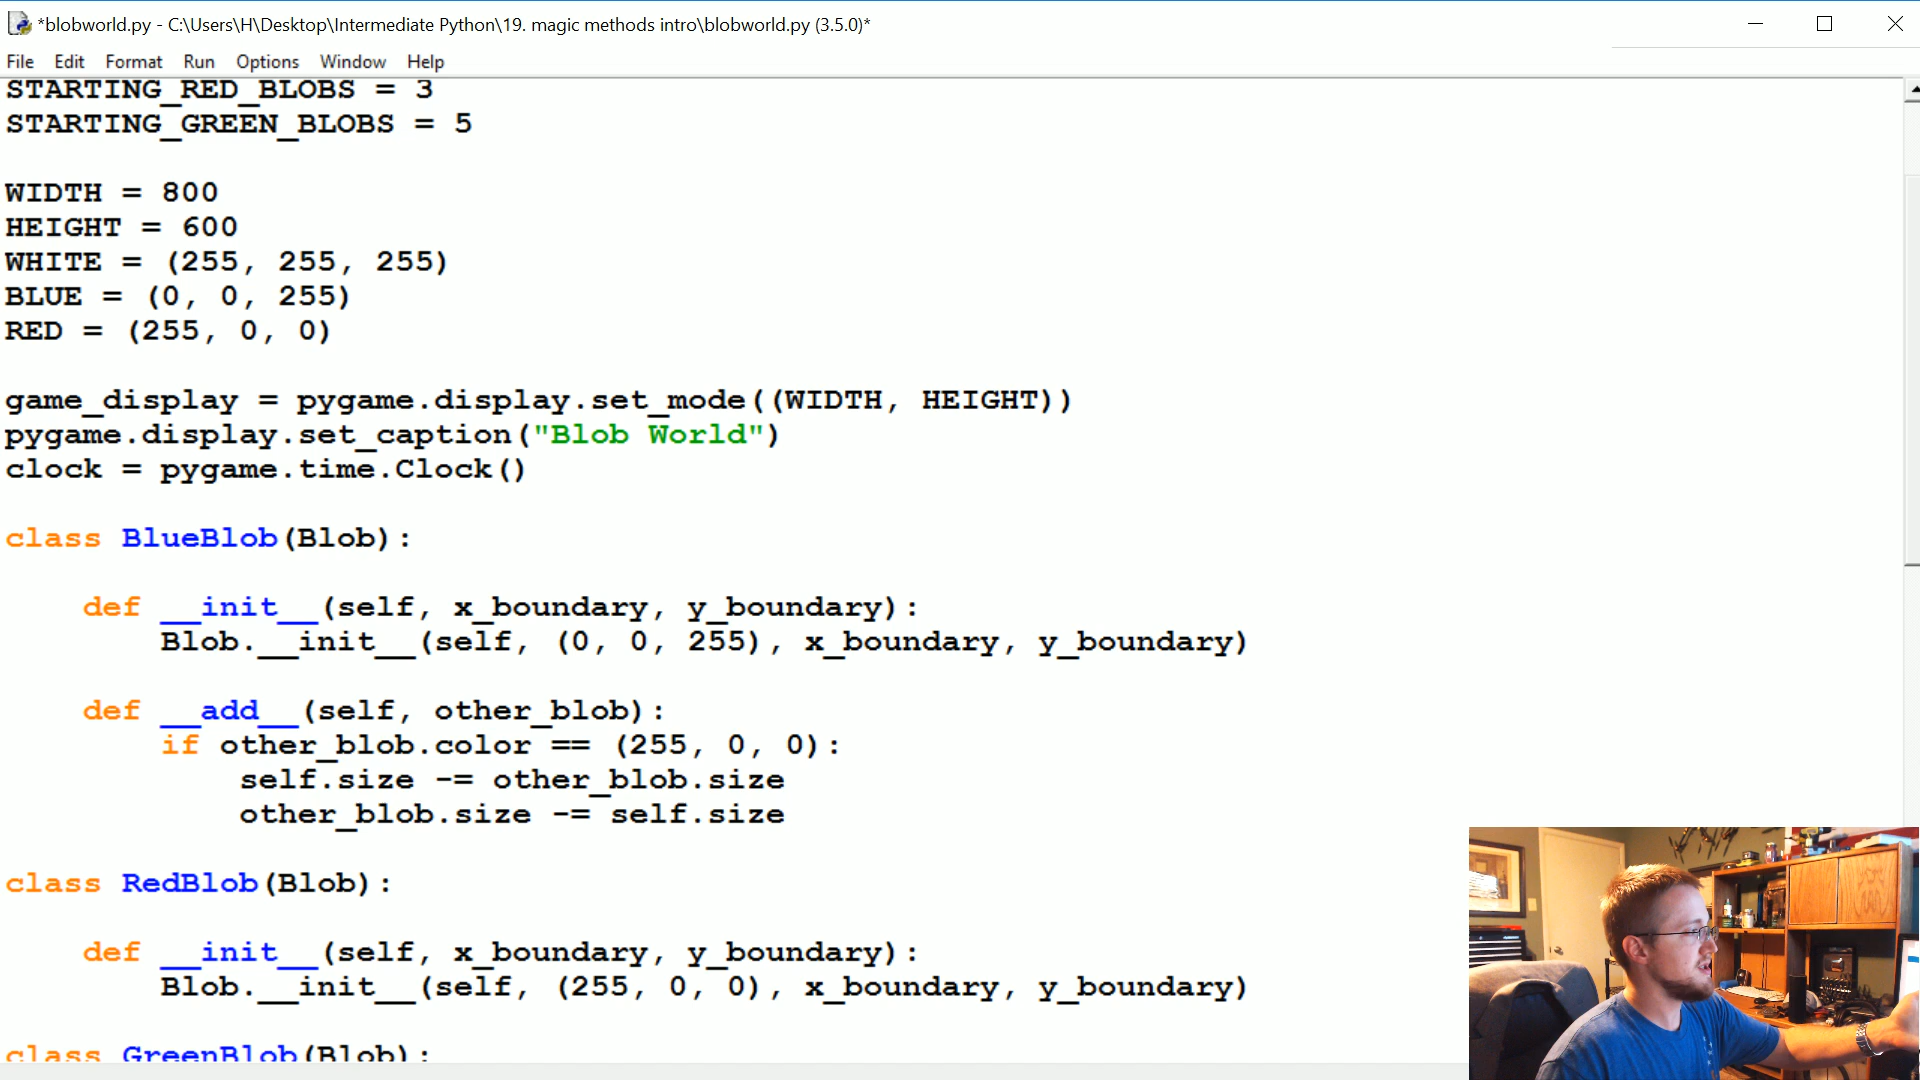 *blobworld.py - C:\Users\H\Desktop\Intermediate Python\19. magic methods intro\blobworld.py (3.5.0)*
File Edit Format Run Options Window Help
STARTING_RED_BLOBS = 3
STARTING_GREEN_BLOBS = 5
WIDTH = 800
HEIGHT = 600
WHITE = (255, 255, 255)
BLUE = (0, 0, 255)
RED = (255, 0, 0)
game_display = pygame.display.set_mode((WIDTH, HEIGHT))
pygame.display.set_caption("Blob World")
clock = pygame.time.Clock()
class BlueBlob(Blob):
def __init__(self, x_boundary, y_boundary):
Blob.__init__(self, (0, 0, 255), x_boundary, y_boundary)
def __add__(self, other_blob):
if other_blob.color == (255, 0, 0):
self.size -= other_blob.size
other_blob.size -= self.size
class RedBlob(Blob):
def __init__(self, x_boundary, y_boundary):
Blob.__init__(self, (255, 0, 0), x_boundary, y_boundary)
class GreenBlob(Blob):